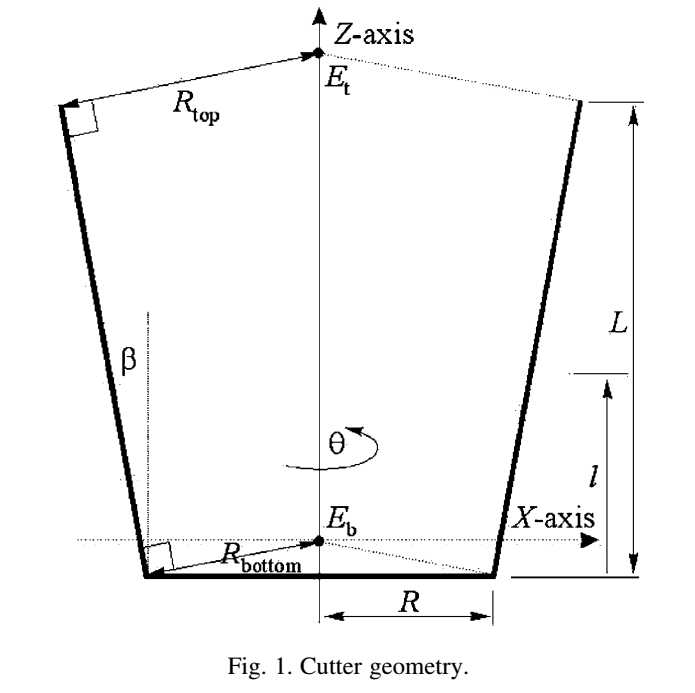 Z-axis
E_t
R_top
L
β
θ
l
E_b
X-axis
R_bottom
R
Fig. 1. Cutter geometry.